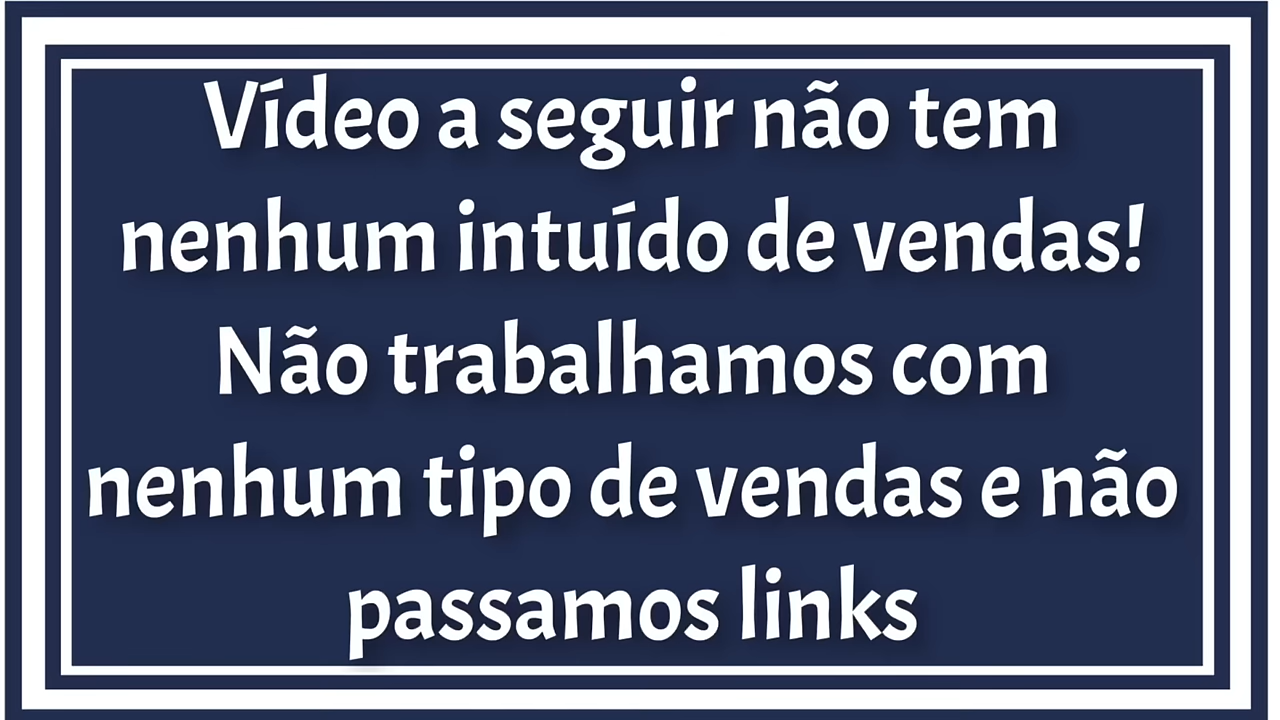 Vídeo a seguir não tem
nenhum intuído de vendas!
Não trabalhamos com
nenhum tipo de vendas e não
passamos links